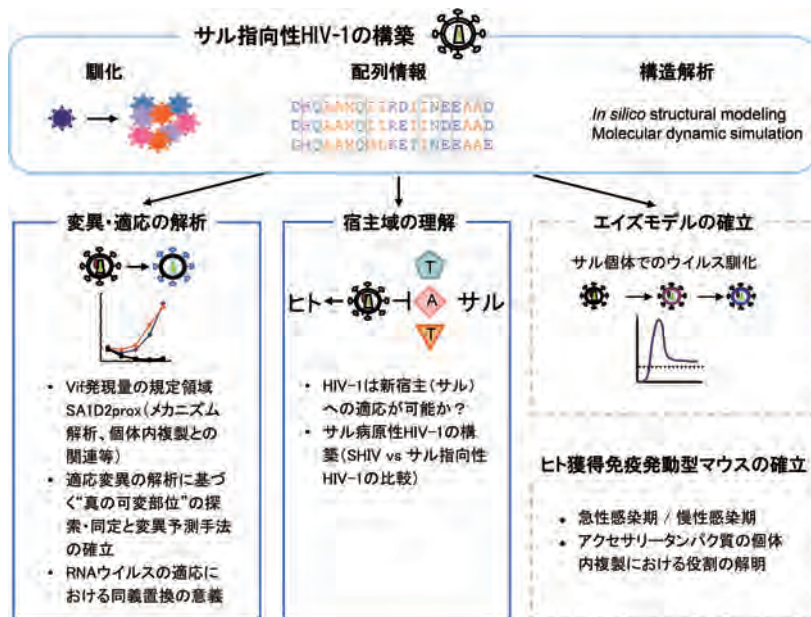 サル指向性HIV-1の構築
馴化
配列情報
構造解析
DHQAAMQIIRDIINEEAAD
DHQAAMQIIRDIINEEAAD
In silico structural modeling
Molecular dynamic simulation
変異・適応の解析
Vif発現量の規定領域
SA1D2prox(メカニズム
解析、個体内複製との
関連等)
適応変異の解析に基づ
く“真の可変部位”の探
索・同定と変異予測手法
の確立
RNAウイルスの適応に
おける同義置換の意義
宿主域の理解
T
ヒト
A
サル
T
HIV-1は新宿主(サル)
への適応が可能か?
サル病原性HIV-1の構
築(SHIV vs サル指向性
HIV-1の比較)
エイズモデルの確立
サル個体でのウイルス馴化
ヒト獲得免疫発動型マウスの確立
急性感染期 / 慢性感染期
アクセサリータンパク質の個体
内複製における役割の解明